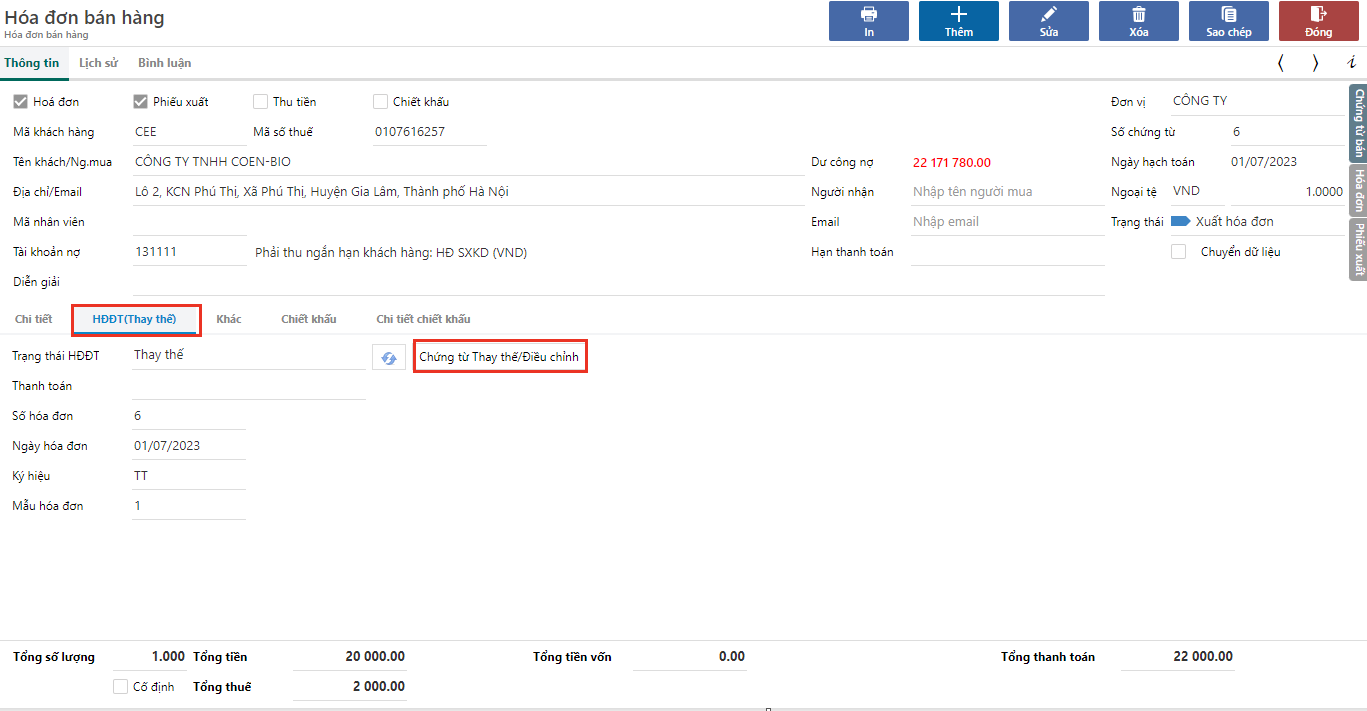 Hóa đơn bán hàng
Hóa đơn bán hàng
In Thêm Sửa Xóa Sao chép Đóng
Thông tin Lịch sử Bình luận
Hoá đơn Phiếu xuất Thu tiền Chiết khấu Đơn vị CÔNG TY
Mã khách hàng CEE Mã số thuế 0107616257 Số chứng từ 6
Tên khách/Ng.mua CÔNG TY TNHH COEN-BIO Dư công nợ 22 171 780.00 Ngày hạch toán 01/07/2023
Địa chỉ/Email Lô 2, KCN Phú Thị, Xã Phú Thị, Huyện Gia Lâm, Thành phố Hà Nội Người nhận Nhập tên người mua Ngoại tệ VND 1.0000
Mã nhân viên Email Nhập email Trạng thái Xuất hóa đơn
Tài khoản nợ 131111 Phải thu ngắn hạn khách hàng: HĐ SXKD (VND) Hạn thanh toán Chuyển dữ liệu
Diễn giải
Chứng từ bán
Hóa đơn
Phiếu xuất
Chi tiết HĐĐT(Thay thế) Khác Chiết khấu Chi tiết chiết khấu
Trạng thái HĐĐT Thay thế Chứng từ Thay thế/Điều chỉnh
Thanh toán
Số hóa đơn 6
Ngày hóa đơn 01/07/2023
Ký hiệu TT
Mẫu hóa đơn 1
Tổng số lượng 1.000 Tổng tiền 20 000.00 Tổng tiền vốn 0.00 Tổng thanh toán 22 000.00
Cố định Tổng thuế 2 000.00